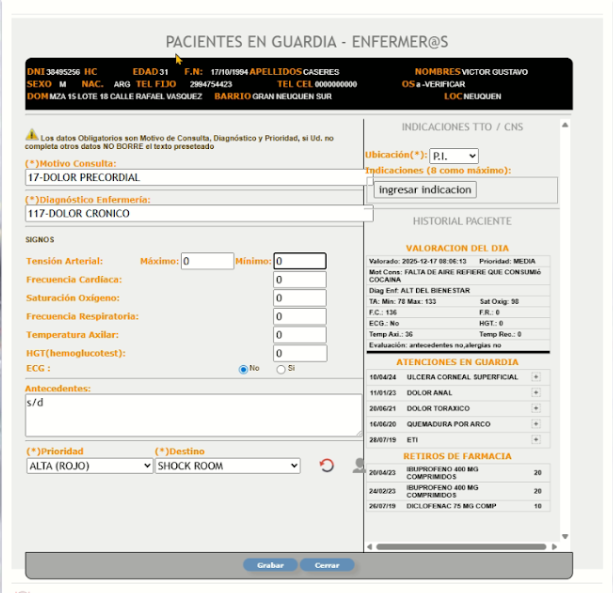 PACIENTES EN GUARDIA - ENFERMER@S
DNI 38495256 HC EDAD 31 F.N: 17/10/1994 APELLIDOS CASERES NOMBRES VICTOR GUSTAVO
SEXO M NAC. ARG TEL FIJO 2994754423 TEL CEL 0000000000 OS a -VERIFICAR
DOM MZA 15 LOTE 18 CALLE RAFAEL VASQUEZ BARRIO GRAN NEUQUEN SUR LOC NEUQUEN
Los datos Obligatorios son Motivo de Consulta, Diagnóstico y Prioridad, si Ud. no
completa otros datos NO BORRE el texto preseteado
(*)Motivo Consulta:
17-DOLOR PRECORDIAL
(*)Diagnóstico Enfermería:
117-DOLOR CRONICO
SIGNOS
Tensión Arterial: Máximo: 0 Mínimo: 0
Frecuencia Cardíaca: 0
Saturación Oxígeno: 0
Frecuencia Respiratoria: 0
Temperatura Axilar: 0
HGT(hemoglucotest): 0
ECG : No Si
Antecedentes:
s/d
(*)Prioridad (*)Destino
ALTA (ROJO) SHOCK ROOM
INDICACIONES TTO / CNS
Ubicación(*): P.I.
Indicaciones (8 como máximo):
ingresar indicacion
HISTORIAL PACIENTE
VALORACION DEL DIA
Valorado: 2025-12-17 08:06:13 Prioridad: MEDIA
Mot Cons: FALTA DE AIRE REFIERE QUE CONSUMió
COCAINA
Diag Enf: ALT DEL BIENESTAR
TA: Min: 78 Max: 133 Sat Oxig: 98
F.C.: 136 F.R.: 0
ECG.: No HGT.: 0
Temp Axi.: 36 Temp Rec.: 0
Evaluación: antecedentes no,alergias no
ATENCIONES EN GUARDIA
10/04/24 ULCERA CORNEAL SUPERFICIAL +
11/01/23 DOLOR ANAL +
20/06/21 DOLOR TORAXICO +
16/06/20 QUEMADURA POR ARCO +
28/07/19 ETI +
RETIROS DE FARMACIA
20/04/23 IBUPROFENO 400 MG COMPRIMIDOS 20
24/02/23 IBUPROFENO 400 MG COMPRIMIDOS 20
26/07/19 DICLOFENAC 75 MG COMP 10
Grabar Cerrar